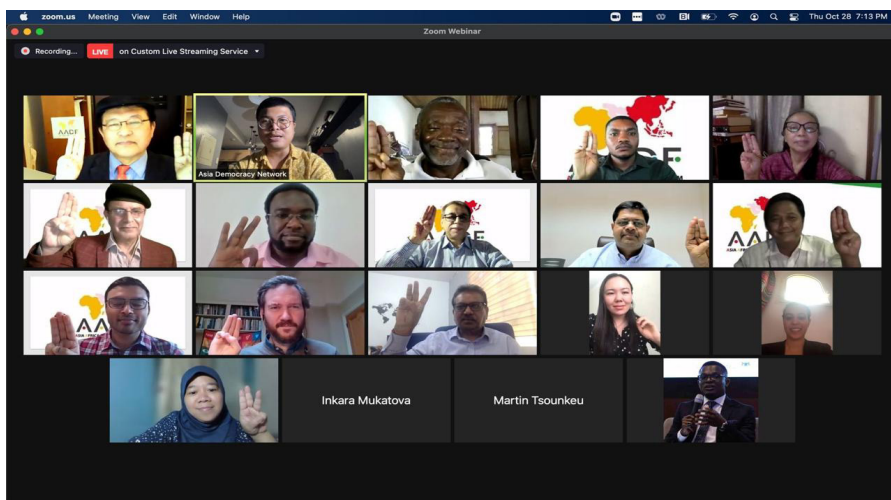 zoom.us Meeting View Edit Window Help Thu Oct 28 7:13 PM
Zoom Webinar
Recording... LIVE on Custom Live Streaming Service
AADF
Asia Democracy Network
Inkara Mukatova
Martin Tsounkeu